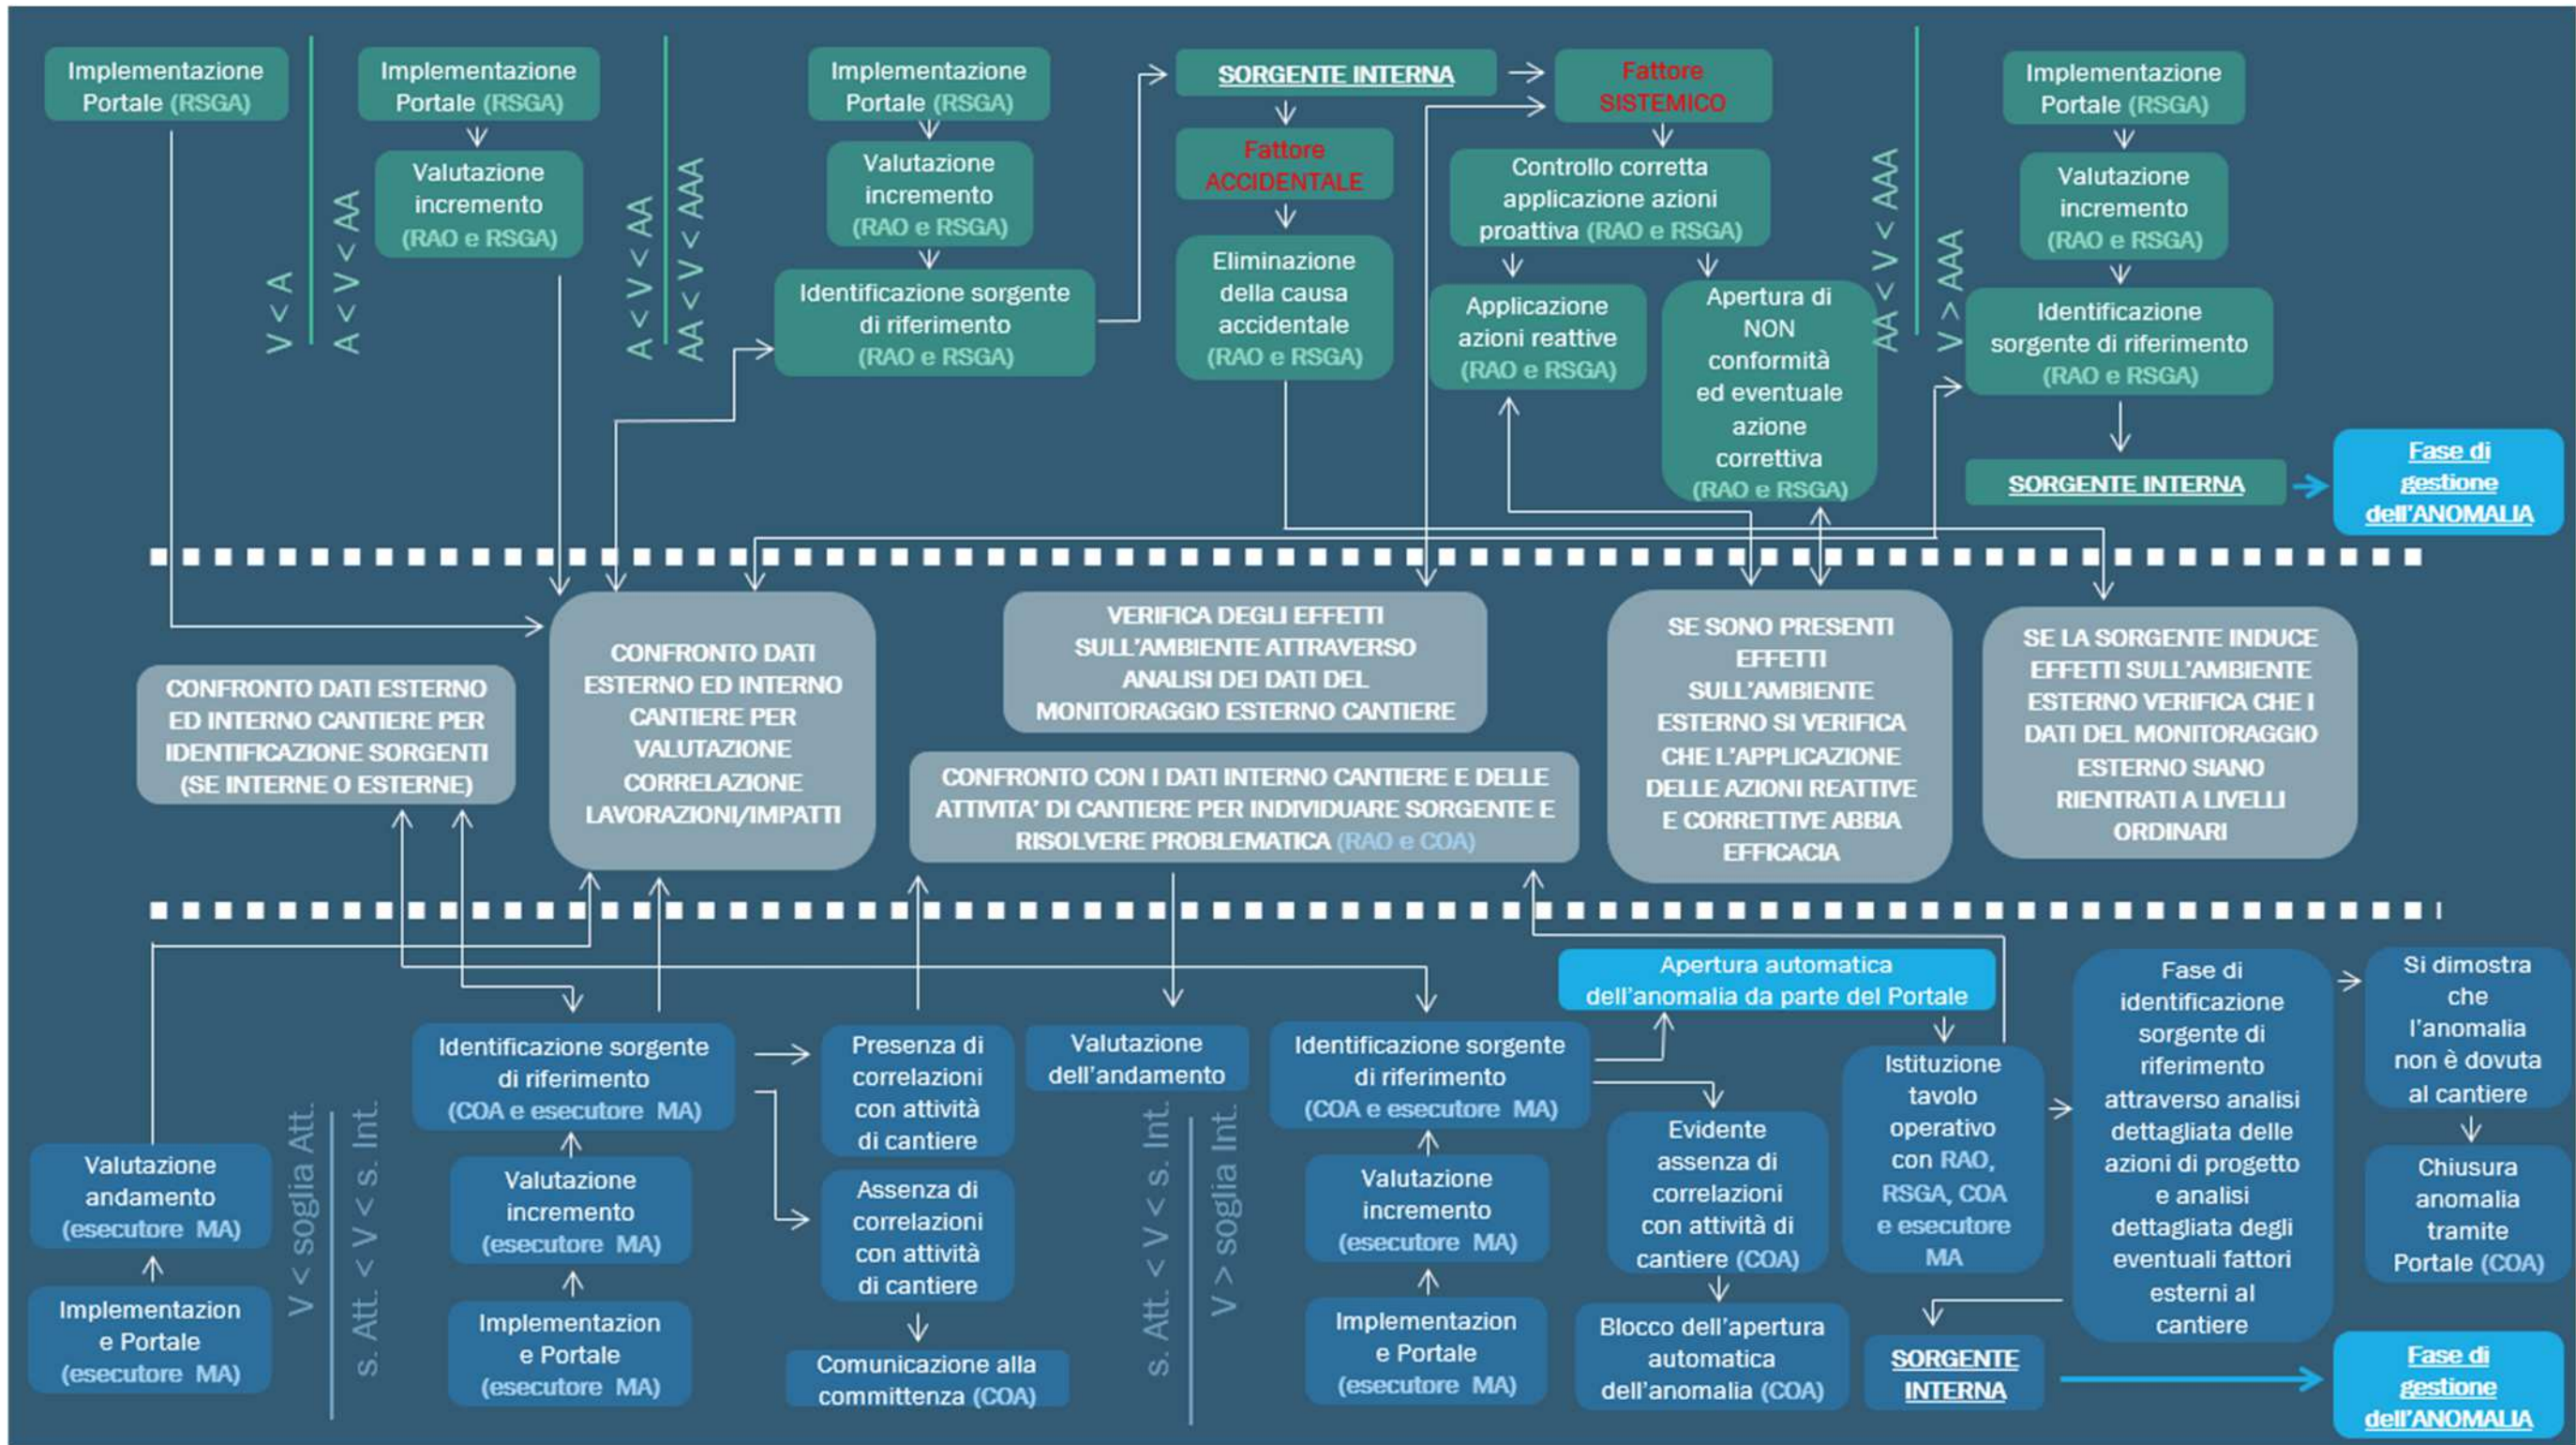 Implementazione
Portale (RSGA)
V < A
A < V < AA
Implementazione
Portale (RSGA)
Valutazione
incremento
(RAO e RSGA)
A < V < AA
AA < V < AAA
Implementazione
Portale (RSGA)
Valutazione
incremento
(RAO e RSGA)
Identificazione sorgente
di riferimento
(RAO e RSGA)
SORGENTE INTERNA
Fattore
ACCIDENTALE
Eliminazione
della causa
accidentale
(RAO e RSGA)
Fattore
SISTEMICO
Controllo corretta
applicazione azioni
proattiva (RAO e RSGA)
Applicazione
azioni reattive
(RAO e RSGA)
Apertura di
NON
conformità
ed eventuale
azione
correttiva
(RAO e RSGA)
AA < V < AAA
V > AAA
Implementazione
Portale (RSGA)
Valutazione
incremento
(RAO e RSGA)
Identificazione
sorgente di riferimento
(RAO e RSGA)
SORGENTE INTERNA
Fase di
gestione
dell'ANOMALIA
CONFRONTO DATI ESTERNO
ED INTERNO CANTIERE PER
IDENTIFICAZIONE SORGENTI
(SE INTERNE O ESTERNE)
CONFRONTO DATI
ESTERNO ED INTERNO
CANTIERE PER
VALUTAZIONE
CORRELAZIONE
LAVORAZIONI/IMPATTI
VERIFICA DEGLI EFFETTI
SULL'AMBIENTE ATTRAVERSO
ANALISI DEI DATI DEL
MONITORAGGIO ESTERNO CANTIERE
CONFRONTO CON I DATI INTERNO CANTIERE E DELLE
ATTIVITA' DI CANTIERE PER INDIVIDUARE SORGENTE E
RISOLVERE PROBLEMATICA (RAO e COA)
SE SONO PRESENTI
EFFETTI
SULL'AMBIENTE
ESTERNO SI VERIFICA
CHE L'APPLICAZIONE
DELLE AZIONI REATTIVE
E CORRETTIVE ABBIA
EFFICACIA
SE LA SORGENTE INDUCE
EFFETTI SULL'AMBIENTE
ESTERNO VERIFICA CHE I
DATI DEL MONITORAGGIO
ESTERNO SIANO
RIENTRATI A LIVELLI
ORDINARI
Valutazione
andamento
(esecutore MA)
Implementazion
e Portale
(esecutore MA)
V < soglia Att.
s. Att. < V < s. Int.
Identificazione sorgente
di riferimento
(COA e esecutore MA)
Valutazione
incremento
(esecutore MA)
Implementazion
e Portale
(esecutore MA)
Presenza di
correlazioni
con attività
di cantiere
Assenza di
correlazioni
con attività
di cantiere
Comunicazione alla
committenza (COA)
Valutazione
dell'andamento
s. Att. < V < s. Int.
V > soglia Int.
Identificazione sorgente
di riferimento
(COA e esecutore MA)
Valutazione
incremento
(esecutore MA)
Implementazion
e Portale
(esecutore MA)
Apertura automatica
dell'anomalia da parte del Portale
Evidente
assenza di
correlazioni
con attività di
cantiere (COA)
Blocco dell'apertura
automatica
dell'anomalia (COA)
Istituzione
tavolo
operativo
con RAO,
RSGA, COA
e esecutore
MA
Fase di
identificazione
sorgente di
riferimento
attraverso analisi
dettagliata delle
azioni di progetto
e analisi
dettagliata degli
eventuali fattori
esterni al
cantiere
SORGENTE
INTERNA
Si dimostra
che
l'anomalia
non è dovuta
al cantiere
Chiusura
anomalia
tramite
Portale (COA)
Fase di
gestione
dell'ANOMALIA